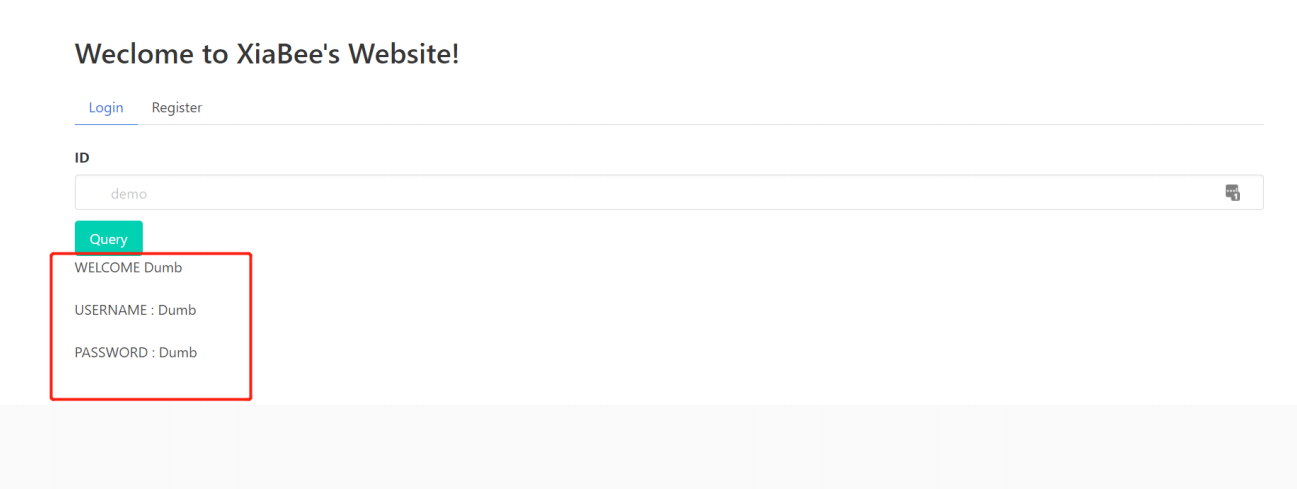 Weclome to XiaBee's Website!
Login Register
ID
demo
Query
WELCOME Dumb
USERNAME : Dumb
PASSWORD : Dumb